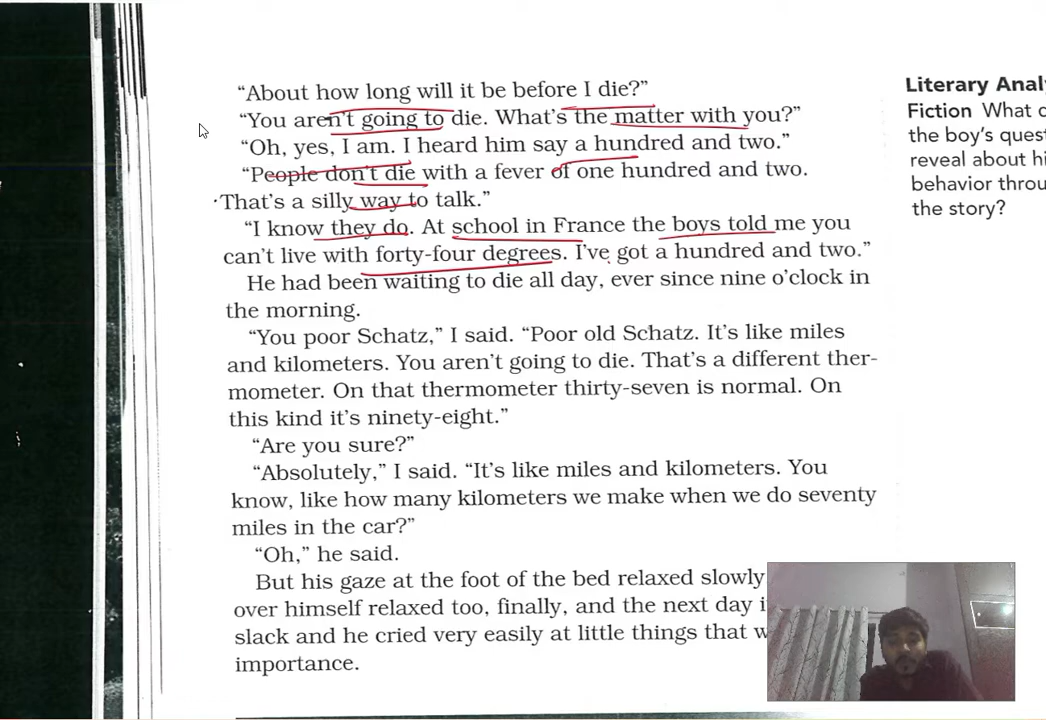 “About how long will it be before I die?”
“You aren’t going to die. What’s the matter with you?”
“Oh, yes, I am. I heard him say a hundred and two.”
“People don’t die with a fever of one hundred and two.
That’s a silly way to talk.”
“I know they do. At school in France the boys told me you
can’t live with forty-four degrees. I’ve got a hundred and two.”
He had been waiting to die all day, ever since nine o’clock in
the morning.
“You poor Schatz,” I said. “Poor old Schatz. It’s like miles
and kilometers. You aren’t going to die. That’s a different ther-
mometer. On that thermometer thirty-seven is normal. On
this kind it’s ninety-eight.”
“Are you sure?”
“Absolutely,” I said. “It’s like miles and kilometers. You
know, like how many kilometers we make when we do seventy
miles in the car?”
“Oh,” he said.
But his gaze at the foot of the bed relaxed slowly
over himself relaxed too, finally, and the next day i
slack and he cried very easily at little things that w
importance.
Literary Anal
Fiction What
the boy’s quest
reveal about hi
behavior throu
the story?